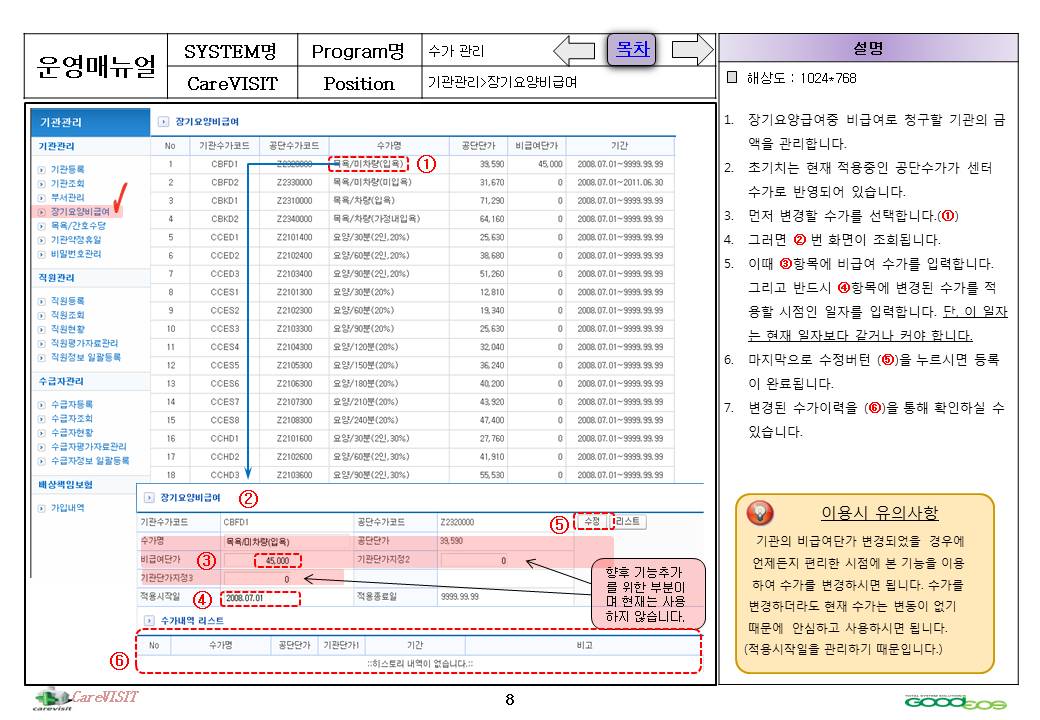 운영매뉴얼
SYSTEM명
Program명
수가 관리
목차
설명
CareVISIT
Position
기관관리>장기요양비급여
해상도 : 1024*768
기관관리
기관관리
기관등록
기관조회
부서관리
장기요양비급여
목욕/간호수당
기관약정휴일
비밀번호관리
직원관리
직원등록
직원조회
직원현황
직원평가자료관리
직원정보 일괄등록
수급자관리
수급자등록
수급자조회
수급자현황
수급자평가자료관리
수급자정보 일괄등록
배상책임보험
가입내역
장기요양비급여
No 기관수가코드 공단수가코드 수가명 공단단가 비급여단가 기간
1 CBFD1 Z2320000 목욕/미차량(입욕) 39,590 45,000 2008.07.01~9999.99.99
①
2 CBFD2 Z2330000 목욕/미차량(미입욕) 31,670 0 2008.07.01~2011.06.30
3 CBKD1 Z2310000 목욕/차량(입욕) 71,290 0 2008.07.01~9999.99.99
4 CBKD2 Z2340000 목욕/차량(가정내입욕) 64,160 0 2008.07.01~9999.99.99
5 CCED1 Z2101400 요양/30분(2인,20%) 25,630 0 2008.07.01~9999.99.99
6 CCED2 Z2102400 요양/60분(2인,20%) 38,680 0 2008.07.01~9999.99.99
7 CCED3 Z2103400 요양/90분(2인,20%) 51,260 0 2008.07.01~9999.99.99
8 CCES1 Z2101300 요양/30분(20%) 12,810 0 2008.07.01~9999.99.99
9 CCES2 Z2102300 요양/60분(20%) 19,340 0 2008.07.01~9999.99.99
10 CCES3 Z2103300 요양/90분(20%) 25,630 0 2008.07.01~9999.99.99
11 CCES4 Z2104300 요양/120분(20%) 32,040 0 2008.07.01~9999.99.99
12 CCES5 Z2105300 요양/150분(20%) 36,240 0 2008.07.01~9999.99.99
13 CCES6 Z2106300 요양/180분(20%) 40,200 0 2008.07.01~9999.99.99
14 CCES7 Z2107300 요양/210분(20%) 43,920 0 2008.07.01~9999.99.99
15 CCES8 Z2108300 요양/240분(20%) 47,400 0 2008.07.01~9999.99.99
16 CCHD1 Z2101600 요양/30분(2인,30%) 27,760 0 2008.07.01~9999.99.99
17 CCHD2 Z2102600 요양/60분(2인,30%) 41,910 0 2008.07.01~9999.99.99
18 CCHD3 Z2103600 요양/90분(2인,30%) 55,530 0 2008.07.01~9999.99.99
장기요양비급여 ②
기관수가코드 CBFD1 공단수가코드 Z2320000 ⑤ 수정 리스트
수가명 목욕/미차량(입욕) 공단단가 39,590
비급여단가 ③ 45,000 기관단가지정2 0
기관단가지정3 0
적용시작일 ④ 2008.07.01 적용종료일 9999.99.99
향후 기능추가
를 위한 부분이
며 현재는 사용
하지 않습니다.
수가내역 리스트
No 수가명 공단단가 기관단가1 기간 비고
⑥
::히스토리 내역이 없습니다.::
1. 장기요양급여중 비급여로 청구할 기관의 금
액을 관리합니다.
2. 초기치는 현재 적용중인 공단수가가 센터
수가로 반영되어 있습니다.
3. 먼저 변경할 수가를 선택합니다.(①)
4. 그러면 ② 번 화면이 조회됩니다.
5. 이때 ③항목에 비급여 수가를 입력합니다.
그리고 반드시 ④항목에 변경된 수가를 적
용할 시점인 일자를 입력합니다. 단, 이 일자
는 현재 일자보다 같거나 커야 합니다.
6. 마지막으로 수정버턴 (⑤)을 누르시면 등록
이 완료됩니다.
7. 변경된 수가이력을 (⑥)을 통해 확인하실 수
있습니다.
이용시 유의사항
기관의 비급여단가 변경되었을 경우에
언제든지 편리한 시점에 본 기능을 이용
하여 수가를 변경하시면 됩니다. 수가를
변경하더라도 현재 수가는 변동이 없기
때문에 안심하고 사용하시면 됩니다.
(적용시작일을 관리하기 때문입니다.)
CareVISIT
carevisit
8
TOTAL SYSTEM SOLUTION
GOODEOS